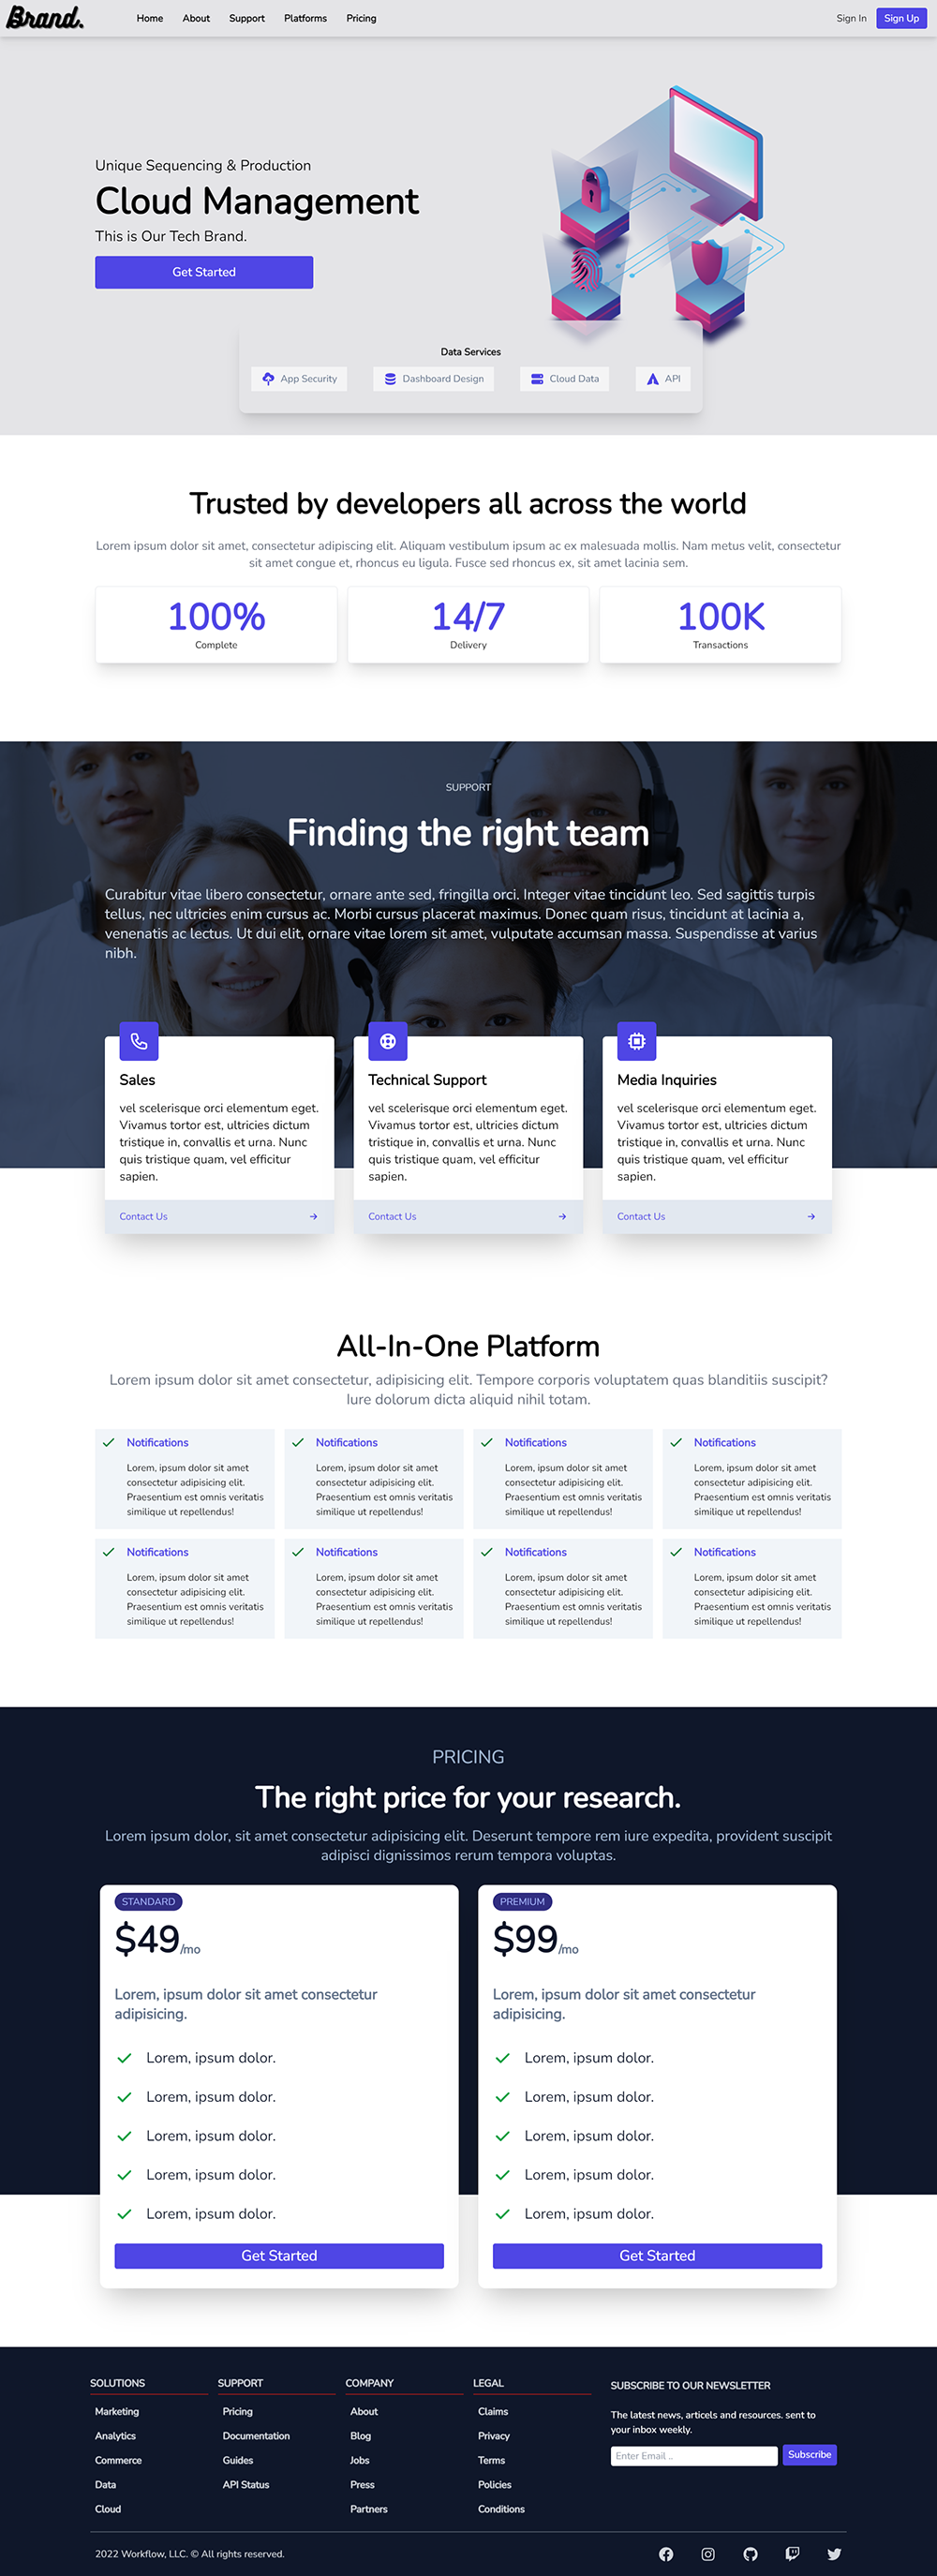 Brand.
Home About Support Platforms Pricing
Sign In Sign Up
Unique Sequencing & Production
Cloud Management
This is Our Tech Brand.
Get Started
Data Services
App Security Dashboard Design Cloud Data API
Trusted by developers all across the world
Lorem ipsum dolor sit amet, consectetur adipiscing elit. Aliquam vestibulum ipsum ac ex malesuada mollis. Nam metus velit, consectetur
sit amet congue et, rhoncus eu ligula. Fusce sed rhoncus ex, sit amet lacinia sem.
100%
Complete
14/7
Delivery
100K
Transactions
SUPPORT
Finding the right team
Curabitur vitae libero consectetur, ornare ante sed, fringilla orci. Integer vitae tincidunt leo. Sed sagittis turpis
tellus, nec ultricies enim cursus ac. Morbi cursus placerat maximus. Donec quam risus, tincidunt at lacinia a,
venenatis ac lectus. Ut dui elit, ornare vitae lorem sit amet, vulputate accumsan massa. Suspendisse at varius
nibh.
Sales
vel scelerisque orci elementum eget.
Vivamus tortor est, ultricies dictum
tristique in, convallis et urna. Nunc
quis tristique quam, vel efficitur
sapien.
Contact Us
Technical Support
vel scelerisque orci elementum eget.
Vivamus tortor est, ultricies dictum
tristique in, convallis et urna. Nunc
quis tristique quam, vel efficitur
sapien.
Contact Us
Media Inquiries
vel scelerisque orci elementum eget.
Vivamus tortor est, ultricies dictum
tristique in, convallis et urna. Nunc
quis tristique quam, vel efficitur
sapien.
Contact Us
All-In-One Platform
Lorem ipsum dolor sit amet consectetur, adipisicing elit. Tempore corporis voluptatem quas blanditiis suscipit?
Iure dolorum dicta aliquid nihil totam.
Notifications
Lorem, ipsum dolor sit amet
consectetur adipisicing elit.
Praesentium est omnis veritatis
similique ut repellendus!
Notifications
Lorem, ipsum dolor sit amet
consectetur adipisicing elit.
Praesentium est omnis veritatis
similique ut repellendus!
Notifications
Lorem, ipsum dolor sit amet
consectetur adipisicing elit.
Praesentium est omnis veritatis
similique ut repellendus!
Notifications
Lorem, ipsum dolor sit amet
consectetur adipisicing elit.
Praesentium est omnis veritatis
similique ut repellendus!
Notifications
Lorem, ipsum dolor sit amet
consectetur adipisicing elit.
Praesentium est omnis veritatis
similique ut repellendus!
Notifications
Lorem, ipsum dolor sit amet
consectetur adipisicing elit.
Praesentium est omnis veritatis
similique ut repellendus!
Notifications
Lorem, ipsum dolor sit amet
consectetur adipisicing elit.
Praesentium est omnis veritatis
similique ut repellendus!
Notifications
Lorem, ipsum dolor sit amet
consectetur adipisicing elit.
Praesentium est omnis veritatis
similique ut repellendus!
PRICING
The right price for your research.
Lorem ipsum dolor, sit amet consectetur adipisicing elit. Deserunt tempore rem iure expedita, provident suscipit
adipisci dignissimos rerum tempora voluptas.
STANDARD
$49/mo
Lorem, ipsum dolor sit amet consectetur
adipisicing.
Lorem, ipsum dolor.
Lorem, ipsum dolor.
Lorem, ipsum dolor.
Lorem, ipsum dolor.
Lorem, ipsum dolor.
Get Started
PREMIUM
$99/mo
Lorem, ipsum dolor sit amet consectetur
adipisicing.
Lorem, ipsum dolor.
Lorem, ipsum dolor.
Lorem, ipsum dolor.
Lorem, ipsum dolor.
Lorem, ipsum dolor.
Get Started
SOLUTIONS
Marketing
Analytics
Commerce
Data
Cloud
SUPPORT
Pricing
Documentation
Guides
API Status
COMPANY
About
Blog
Jobs
Press
Partners
LEGAL
Claims
Privacy
Terms
Policies
Conditions
SUBSCRIBE TO OUR NEWSLETTER
The latest news, articels and resources. sent to
your inbox weekly.
Enter Email ..
Subscribe
2022 Workflow, LLC. © All rights reserved.